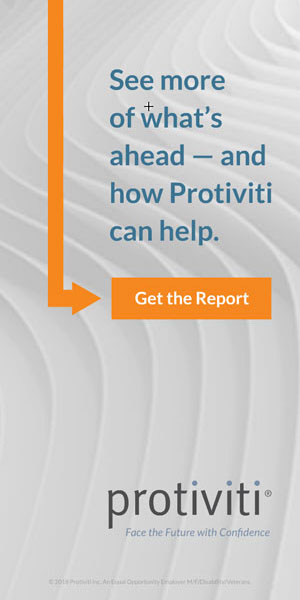 See more
of what's
ahead — and
how Protiviti
can help.
Get the Report
protiviti®
Face the Future with Confidence
© 2018 Protiviti Inc. An Equal Opportunity Employer M/F/Disability/Veterans.